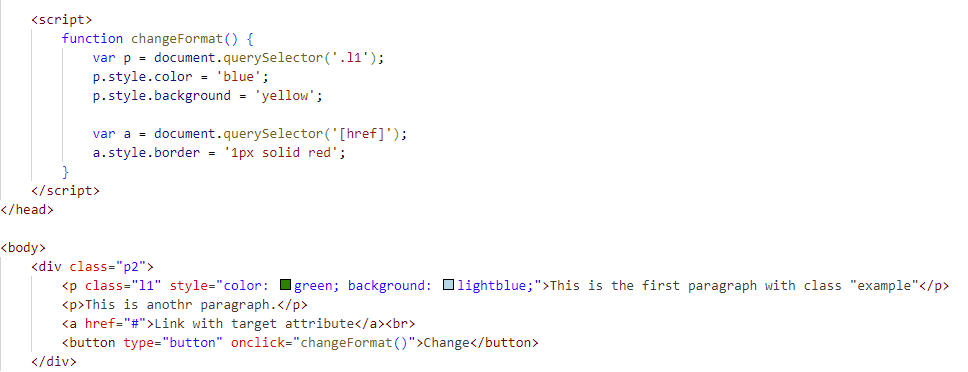 <script>
function changeFormat() {
var p = document.querySelector('.l1');
p.style.color = 'blue';
p.style.background = 'yellow';
var a = document.querySelector('[href]');
a.style.border = '1px solid red';
}
</script>
</head>
<body>
<div class="p2">
<p class="l1" style="color: green; background: lightblue;">This is the first paragraph with class "example"</p>
<p>This is anothr paragraph.</p>
<a href="#">Link with target attribute</a><br>
<button type="button" onclick="changeFormat()">Change</button>
</div>